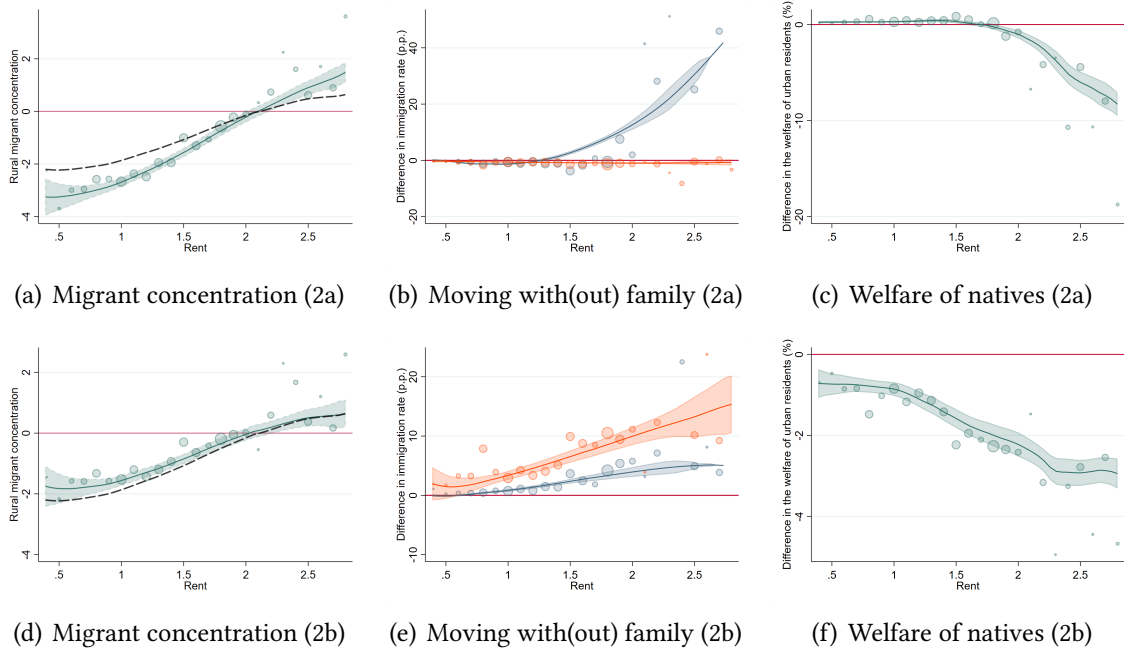 Rural migrant concentration
2
0
-2
-4
.5 1 1.5 2 2.5
Rent
Difference in immigration rate (p.p.)
40
20
0
-20
.5 1 1.5 2 2.5
Rent
Difference in the welfare of urban residents (%)
0
-10
-20
.5 1 1.5 2 2.5
Rent
(a) Migrant concentration (2a)
(b) Moving with(out) family (2a)
(c) Welfare of natives (2a)
Rural migrant concentration
2
0
-2
-4
.5 1 1.5 2 2.5
Rent
Difference in immigration rate (p.p.)
20
10
0
-10
.5 1 1.5 2 2.5
Rent
Difference in the welfare of urban residents (%)
0
-2
-4
.5 1 1.5 2 2.5
Rent
(d) Migrant concentration (2b)
(e) Moving with(out) family (2b)
(f) Welfare of natives (2b)